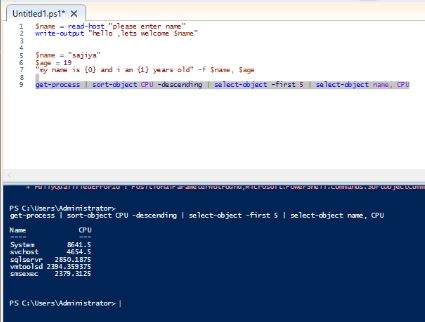 Untitled1.ps1* X
1 $name = read-host "please enter name"
2 write-output "hello ,lets welcome $name"
3
4
5 $name = "sajiya"
6 $age = 19
7 "my name is {0} and i am {1} years old" -f $name, $age
8
9 get-process | sort-object CPU -descending | select-object -first 5 | select-object name, CPU
+ FullyQualifiedErrorId : PositionalParameterNotFound,Microsoft.PowerShell.Commands.SortObjectComm
PS C:\Users\Administrator>
get-process | sort-object CPU -descending | select-object -first 5 | select-object name, CPU
Name CPU
---- ---
System 8641.5
svchost 4654.5
sqlservr 2850.1875
vmtoolsd 2394.359375
smsexec 2379.3125
PS C:\Users\Administrator>